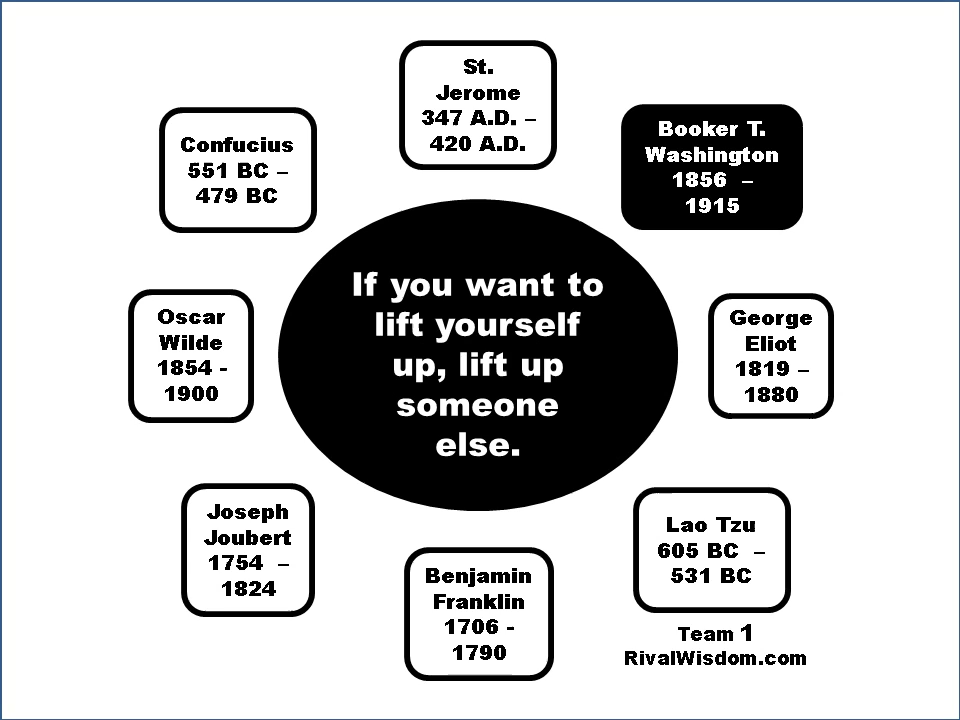 St.
Jerome
347 A.D. –
420 A.D.
Confucius
551 BC –
479 BC
Booker T.
Washington
1856 –
1915
If you want to
lift yourself
up, lift up
someone
else.
Oscar
Wilde
1854 -
1900
George
Eliot
1819 –
1880
Joseph
Joubert
1754 –
1824
Benjamin
Franklin
1706 -
1790
Lao Tzu
605 BC –
531 BC
Team 1
RivalWisdom.com